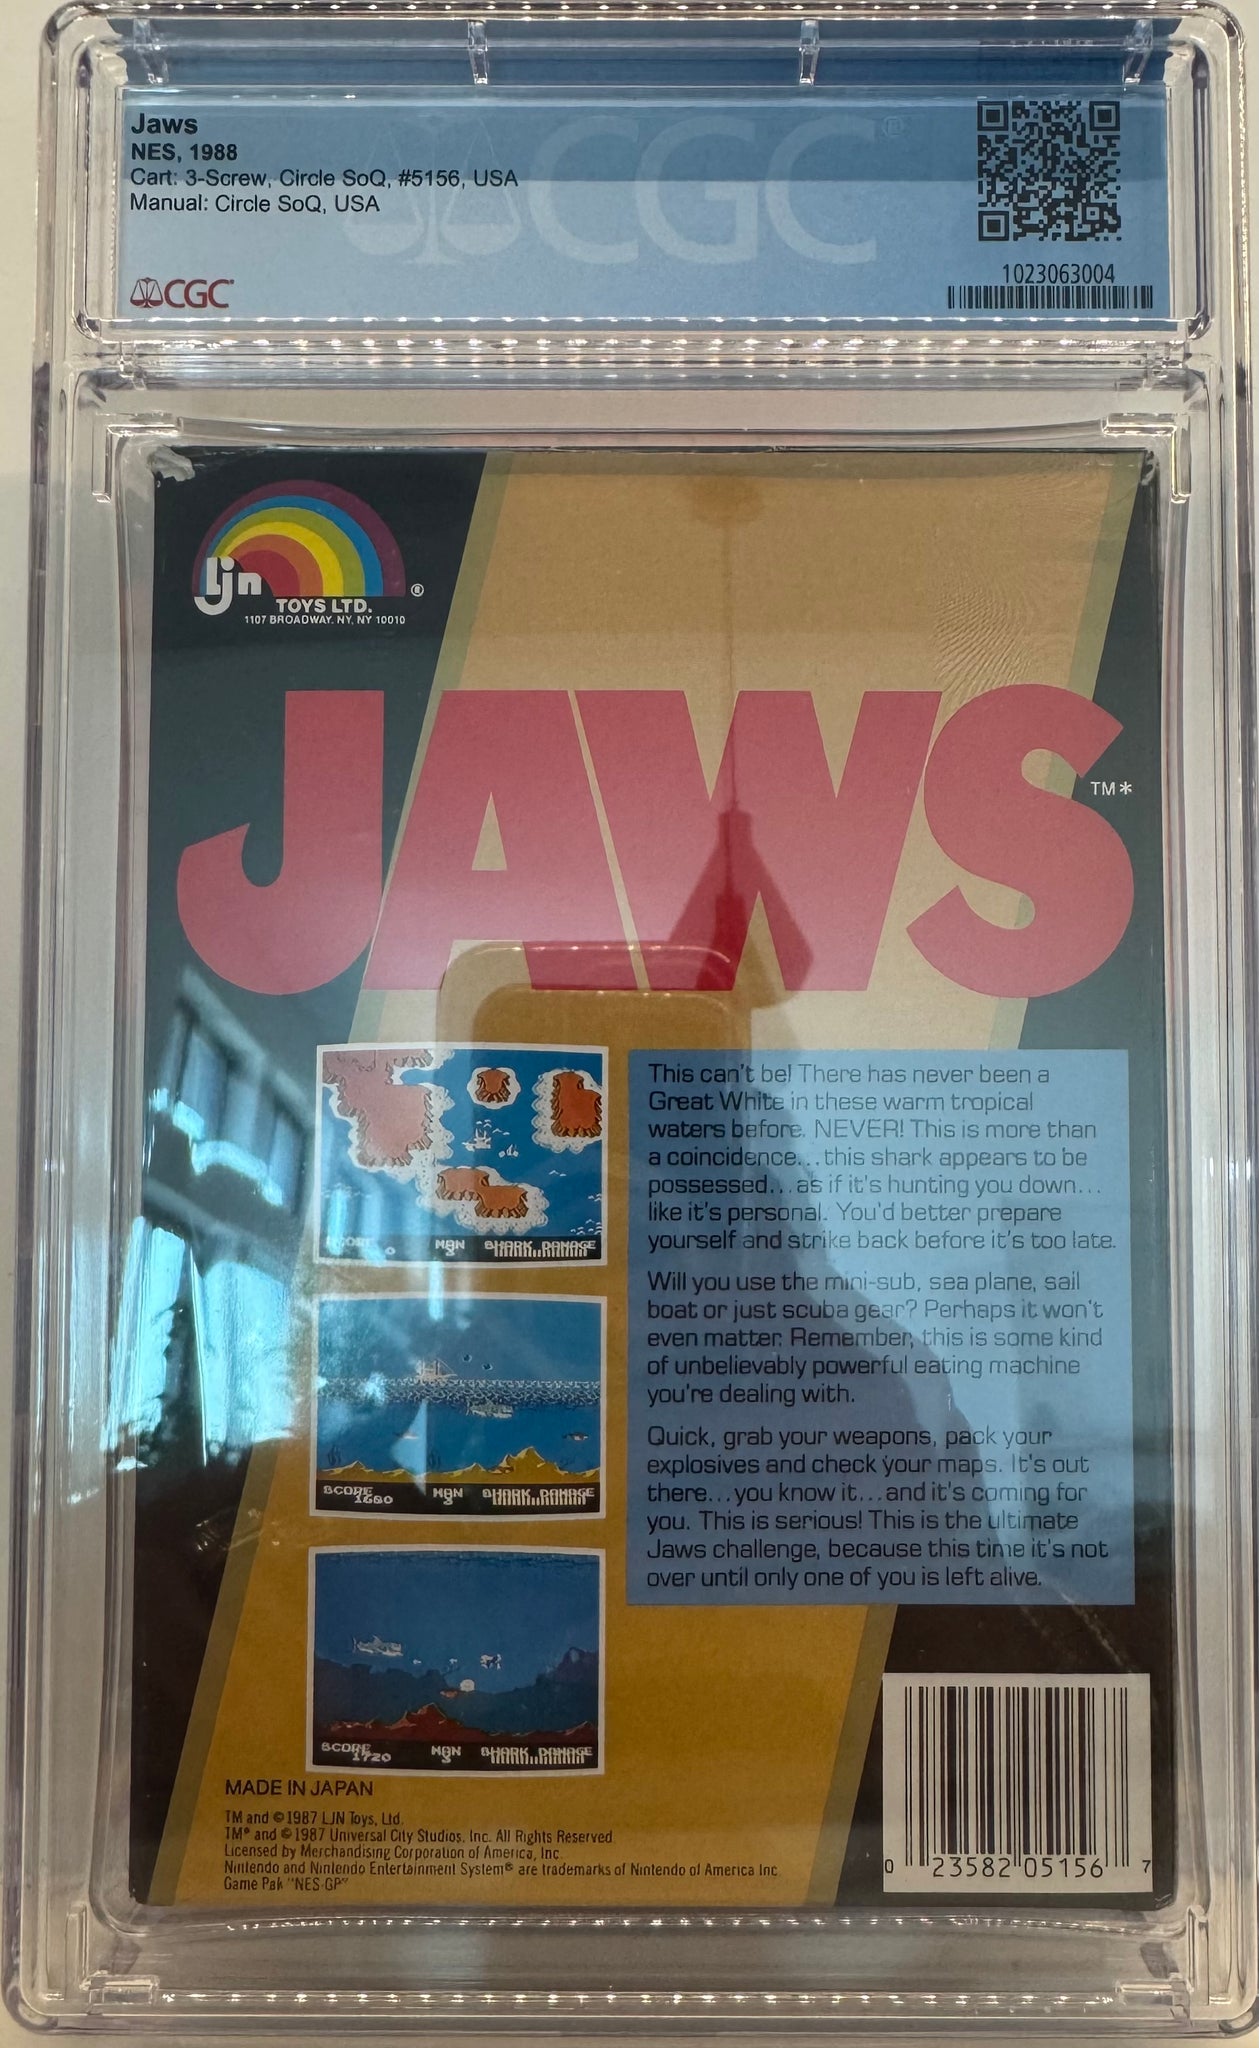 Jaws
NES, 1988
Cart: 3-Screw, Circle SoQ, #5156, USA
Manual: Circle SoQ, USA
CGC®
CGC®
1023063004
ljn
®
TOYS LTD.
1107 BROADWAY. NY, NY 10010
JAWS
TM*
This can't be! There has never been a
Great White in these warm tropical
waters before. NEVER! This is more than
a coincidence...this shark appears to be
possessed...as if it's hunting you down...
like it's personal. You'd better prepare
yourself and strike back before it's too late.
Will you use the mini-sub, sea plane, sail
boat or just scuba gear? Perhaps it won't
even matter. Remember, this is some kind
of unbelievably powerful eating machine
you're dealing with.
Quick, grab your weapons, pack your
explosives and check your maps. It's out
there...you know it...and it's coming for
you. This is serious! This is the ultimate
Jaws challenge, because this time it's not
over until only one of you is left alive.
SCORE MAN SHARK DAMAGE
0 3
SCORE MAN SHARK DAMAGE
1680 3
SCORE MAN SHARK DAMAGE
1720 3
MADE IN JAPAN
TM and © 1987 LJN Toys, Ltd.
TM* and © 1987 Universal City Studios, Inc. All Rights Reserved
Licensed by Merchandising Corporation of America, Inc.
Nintendo and Nintendo Entertainment System® are trademarks of Nintendo of America Inc.
Game Pak "NES-GP"
0 23582 05156 7